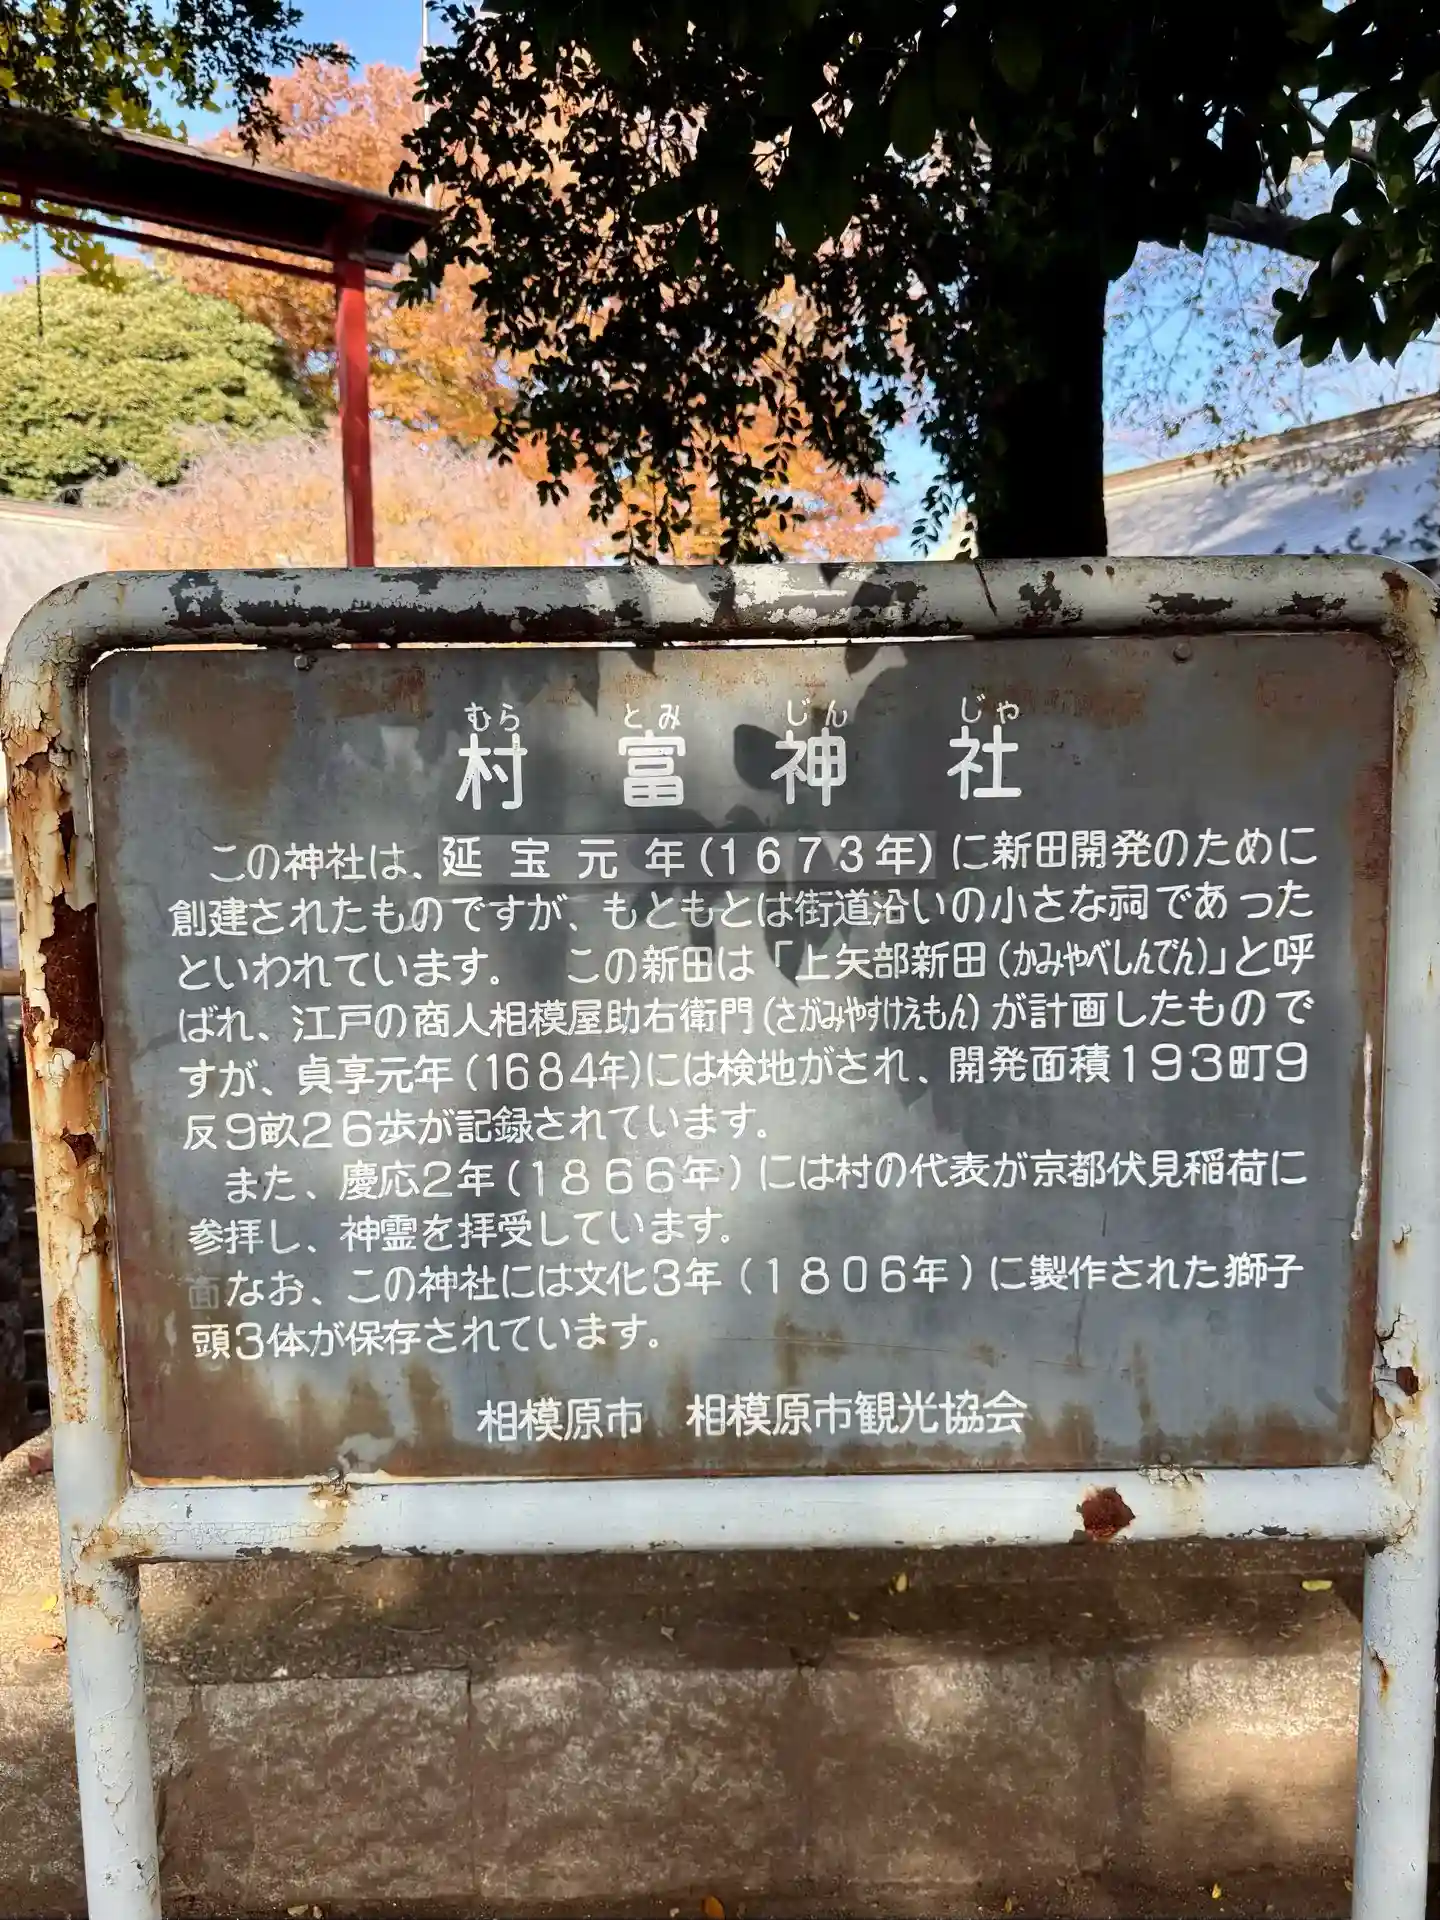 むら とみ じん じゃ
村富神社
この神社は、延宝元年(1673年)に新田開発のために
創建されたものですが、もともとは街道沿いの小さな祠であった
といわれています。 この新田は「上矢部新田(かみやべしんでん)」と呼
ばれ、江戸の商人相模屋助右衛門(さがみやすけえもん)が計画したもので
すが、貞享元年(1684年)には検地がされ、開発面積193町9
反9畝26歩が記録されています。
また、慶応2年(1866年)には村の代表が京都伏見稲荷に
参拝し、神霊を拝受しています。
面なお、この神社には文化3年(1806年)に製作された獅子
頭3体が保存されています。
相模原市 相模原市観光協会